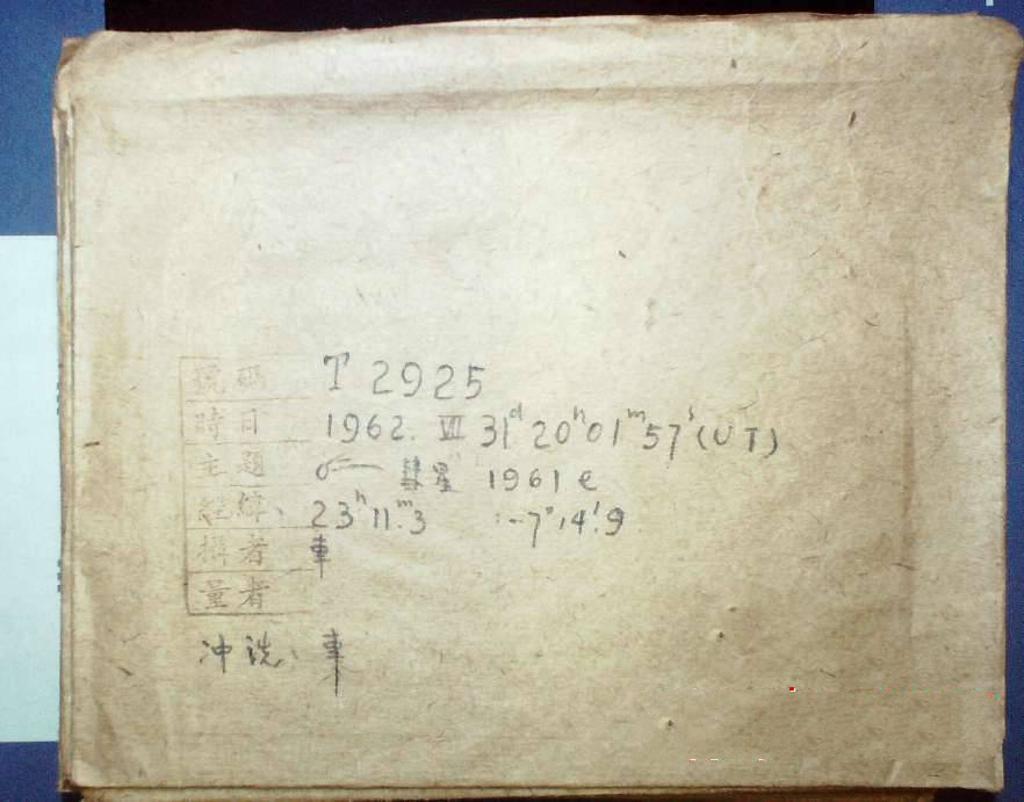 號碼 T 2925
時日 1962. VII 31ᵈ 20ʰ 01ᵐ 57ˢ (UT)
主題 彗星 1961 e
經緯、 23ʰ 11ᵐ.3 -7° 14'.9
攝者 車
量者
冲洗、 車